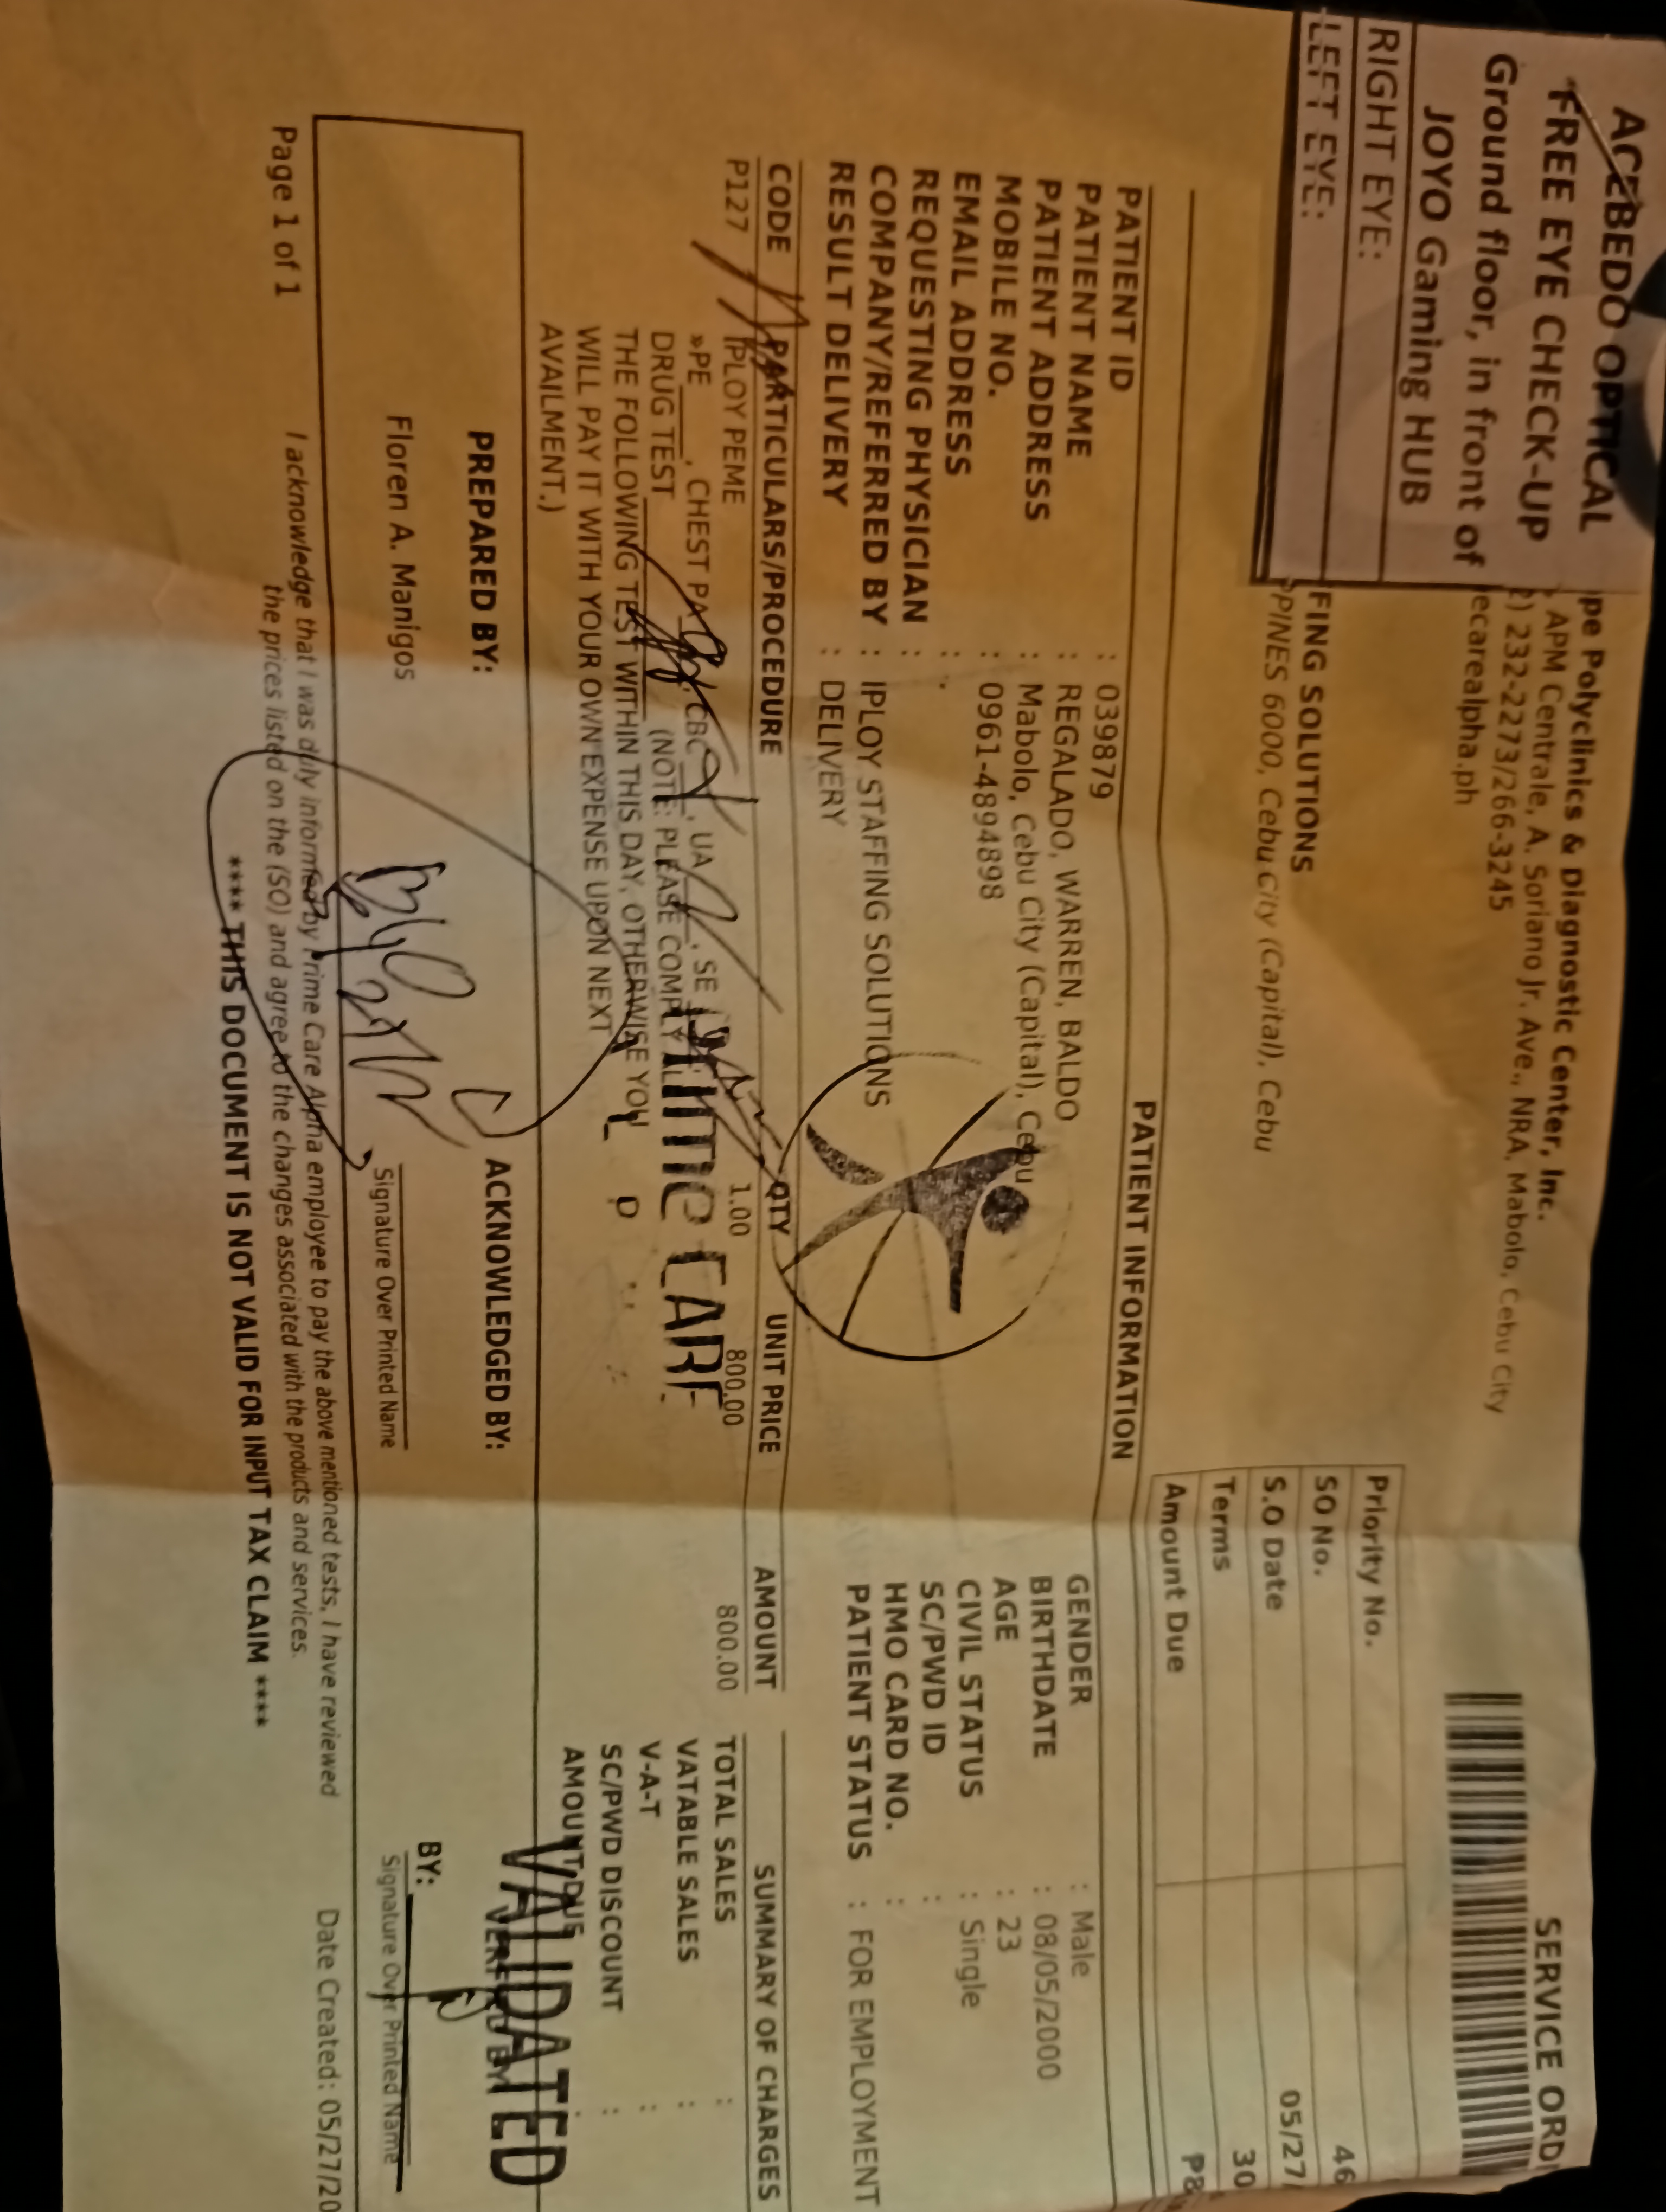 ACEBEDO OPTICAL
FREE EYE CHECK-UP
Ground floor, in front of
JOYO Gaming HUB
RIGHT EYE:
LEFT EYE:
pe Polyclinics & Diagnostic Center, Inc.
APM Centrale, A. Soriano Jr. Ave., NRA, Mabolo, Cebu City
2) 232-2273/266-3245
ecarealpha.ph
FING SOLUTIONS
PPINES 6000, Cebu City (Capital), Cebu
SERVICE ORD
Priority No.
SO No. 46
S.O Date 05/27
Terms 30
Amount Due P8
PATIENT INFORMATION
PATIENT ID : 039879
PATIENT NAME : REGALADO, WARREN, BALDO
PATIENT ADDRESS : Mabolo, Cebu City (Capital), Cebu
MOBILE NO. : 0961-4894898
EMAIL ADDRESS : .
REQUESTING PHYSICIAN :
COMPANY/REFERRED BY : IPLOY STAFFING SOLUTIONS
RESULT DELIVERY : DELIVERY
GENDER : Male
BIRTHDATE : 08/05/2000
AGE : 23
CIVIL STATUS : Single
SC/PWD ID :
HMO CARD NO. :
PATIENT STATUS : FOR EMPLOYMENT
CODE PARTICULARS/PROCEDURE QTY UNIT PRICE AMOUNT
P127 IPLOY PEME 1.00 800.00 800.00
»PE____, CHEST PA , CBC , UA , SE
DRUG TEST (NOTE: PLEASE COMPLY ALL
THE FOLLOWING TEST WITHIN THIS DAY, OTHERWISE YOU
WILL PAY IT WITH YOUR OWN EXPENSE UPON NEXT
AVAILMENT.)
PRIME CARE
SUMMARY OF CHARGES
TOTAL SALES :
VATABLE SALES :
V-A-T :
SC/PWD DISCOUNT :
AMOUNT DUE :
VALIDATED
PREPARED BY:
Floren A. Manigos
ACKNOWLEDGED BY:
Signature Over Printed Name
VERIFIED BY:
BY:
Signature Over Printed Name
Page 1 of 1
I acknowledge that I was duly informed by Prime Care Alpha employee to pay the above mentioned tests, I have reviewed
the prices listed on the (SO) and agree to the changes associated with the products and services.
Date Created: 05/27/20
**** THIS DOCUMENT IS NOT VALID FOR INPUT TAX CLAIM ****